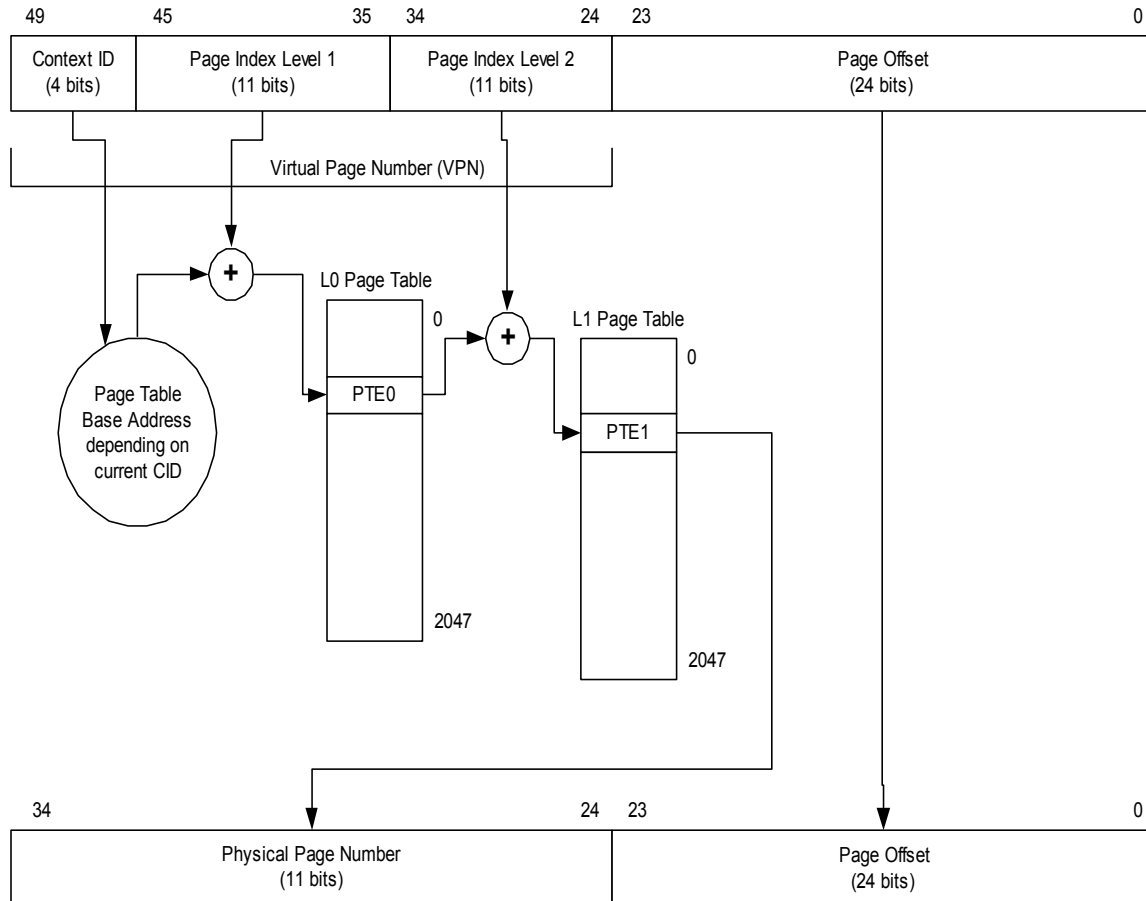 49 45 35 34 24 23 0
Context ID
(4 bits)
Page Index Level 1
(11 bits)
Page Index Level 2
(11 bits)
Page Offset
(24 bits)
Virtual Page Number (VPN)
+
L0 Page Table
0
PTE0
2047
+
L1 Page Table
0
PTE1
2047
Page Table
Base Address
depending on
current CID
34 24 23 0
Physical Page Number
(11 bits)
Page Offset
(24 bits)